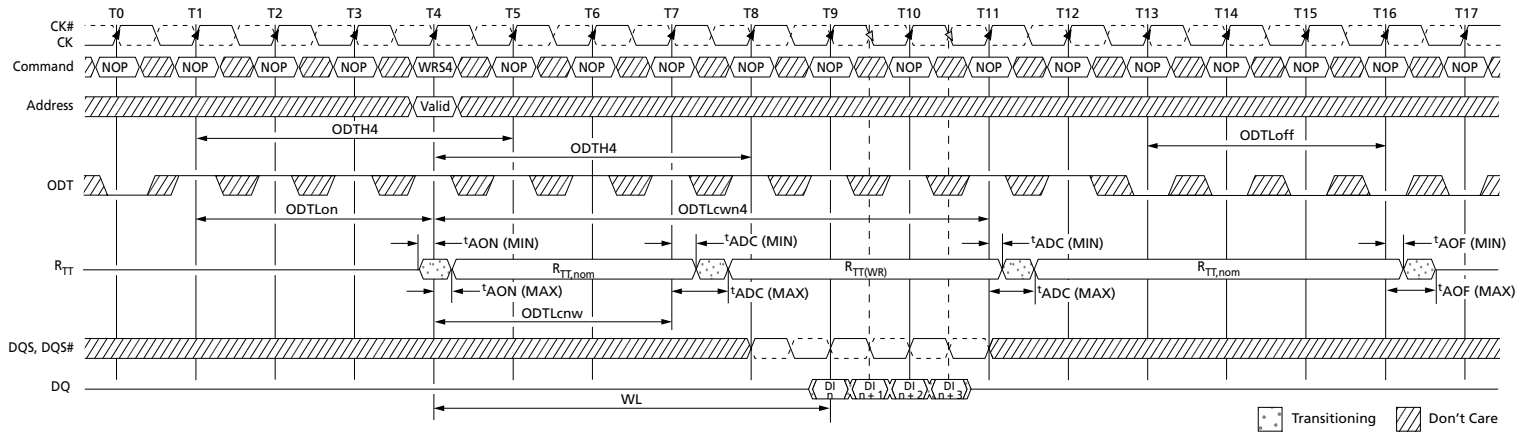 T0 T1 T2 T3 T4 T5 T6 T7 T8 T9 T10 T11 T12 T13 T14 T15 T16 T17
CK#
CK
Command NOP NOP NOP NOP WRS4 NOP NOP NOP NOP NOP NOP NOP NOP NOP NOP NOP NOP NOP
Address Valid
ODTH4 ODTLoff
ODTH4
ODT
ODTLon ODTLcwn4
tAON (MIN) tADC (MIN) tADC (MIN) tAOF (MIN)
RTT RTT,nom RTT(WR) RTT,nom
tAON (MAX) tADC (MAX) tADC (MAX) tAOF (MAX)
ODTLcnw
DQS, DQS#
DQ DI n DI n + 1 DI n + 2 DI n + 3
WL
Transitioning Don't Care